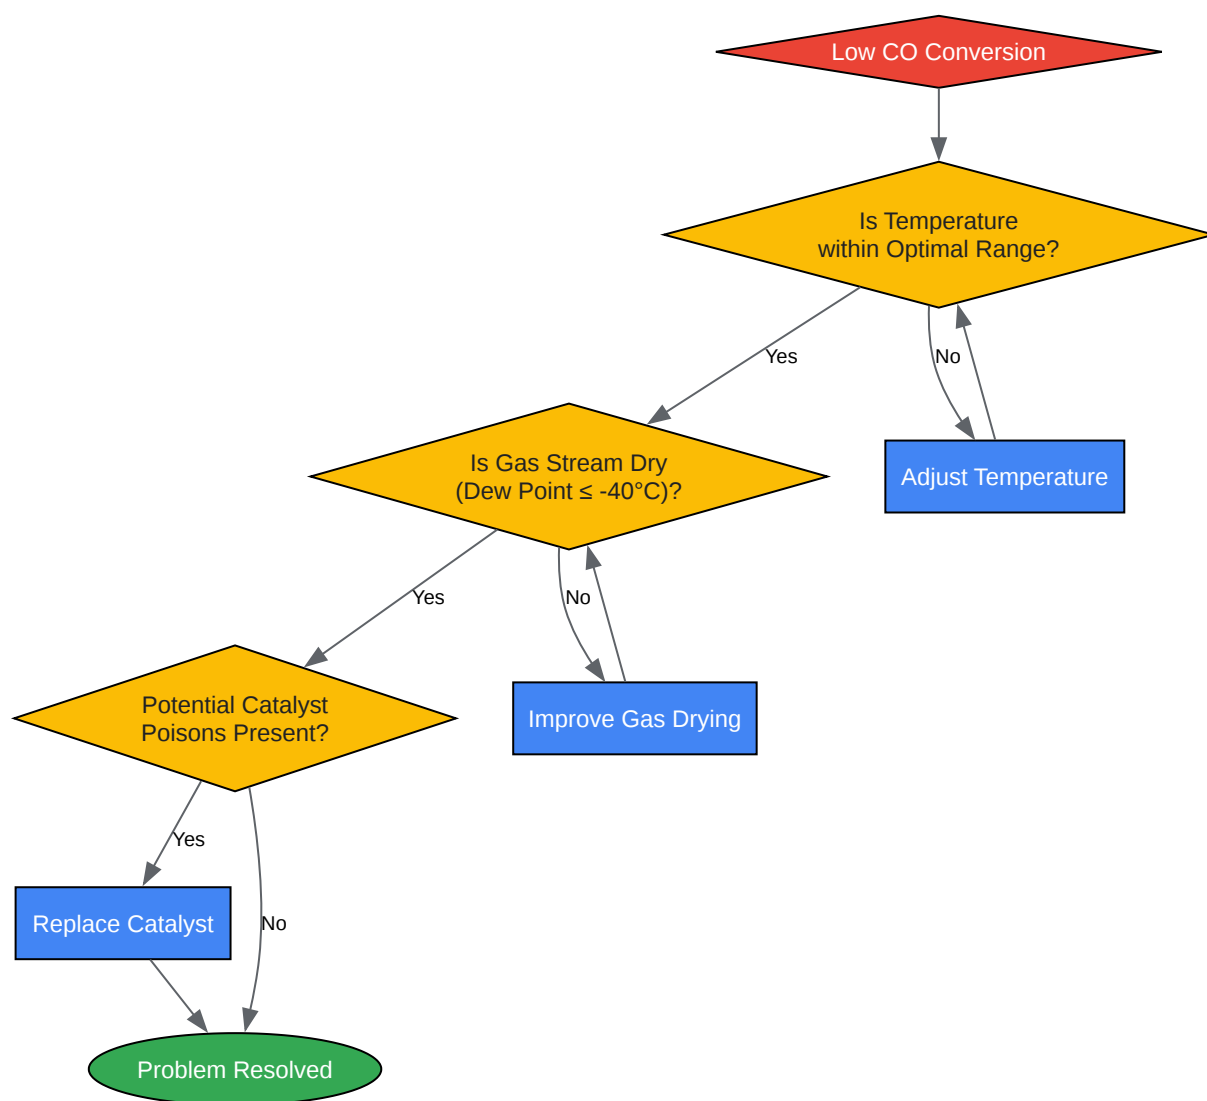 Low CO Conversion
Is Temperature
within Optimal Range?
Yes
No
Is Gas Stream Dry
(Dew Point ≤ -40°C)?
Adjust Temperature
Yes
No
Potential Catalyst
Poisons Present?
Improve Gas Drying
Yes
Replace Catalyst
No
Problem Resolved